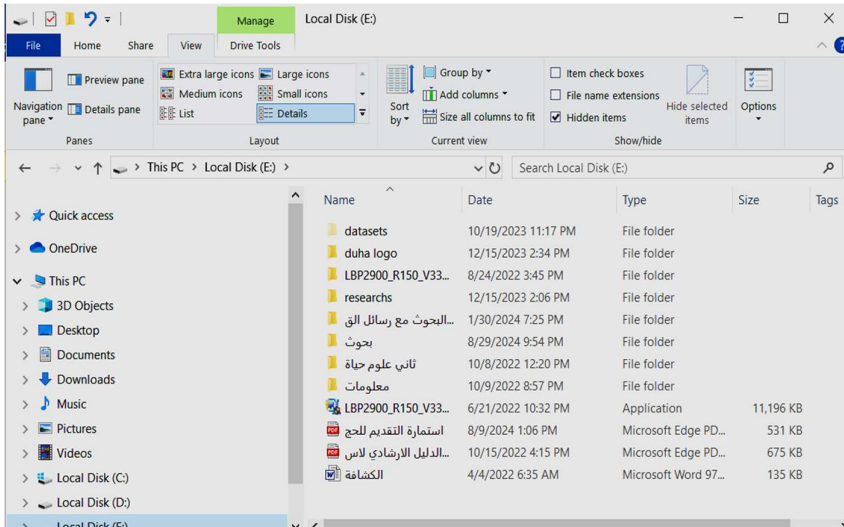 Manage
Local Disk (E:)
File
Home
Share
View
Drive Tools
Navigation pane
Preview pane
Details pane
Panes
Extra large icons
Large icons
Medium icons
Small icons
List
Details
Layout
Sort by
Group by
Add columns
Size all columns to fit
Current view
Item check boxes
File name extensions
Hidden items
Hide selected items
Show/hide
Options
This PC > Local Disk (E:) >
Search Local Disk (E:)
Quick access
OneDrive
This PC
3D Objects
Desktop
Documents
Downloads
Music
Pictures
Videos
Local Disk (C:)
Local Disk (D:)
Local Disk (E:)
Name Date Type Size Tags
datasets 10/19/2023 11:17 PM File folder
duha logo 12/15/2023 2:34 PM File folder
LBP2900_R150_V33... 8/24/2022 3:45 PM File folder
researchs 12/15/2023 2:06 PM File folder
البحوث مع رسائل الق... 1/30/2024 7:25 PM File folder
بحوث 8/29/2024 9:54 PM File folder
ثاني علوم حياة 10/8/2022 12:20 PM File folder
معلومات 10/9/2022 8:57 PM File folder
LBP2900_R150_V33... 6/21/2022 10:32 PM Application 11,196 KB
PDF استمارة التقديم للحج 8/9/2024 1:06 PM Microsoft Edge PD... 531 KB
PDF الدليل الارشادي لاس... 10/15/2022 4:15 PM Microsoft Edge PD... 675 KB
الكشافة 4/4/2022 6:35 AM Microsoft Word 97... 135 KB